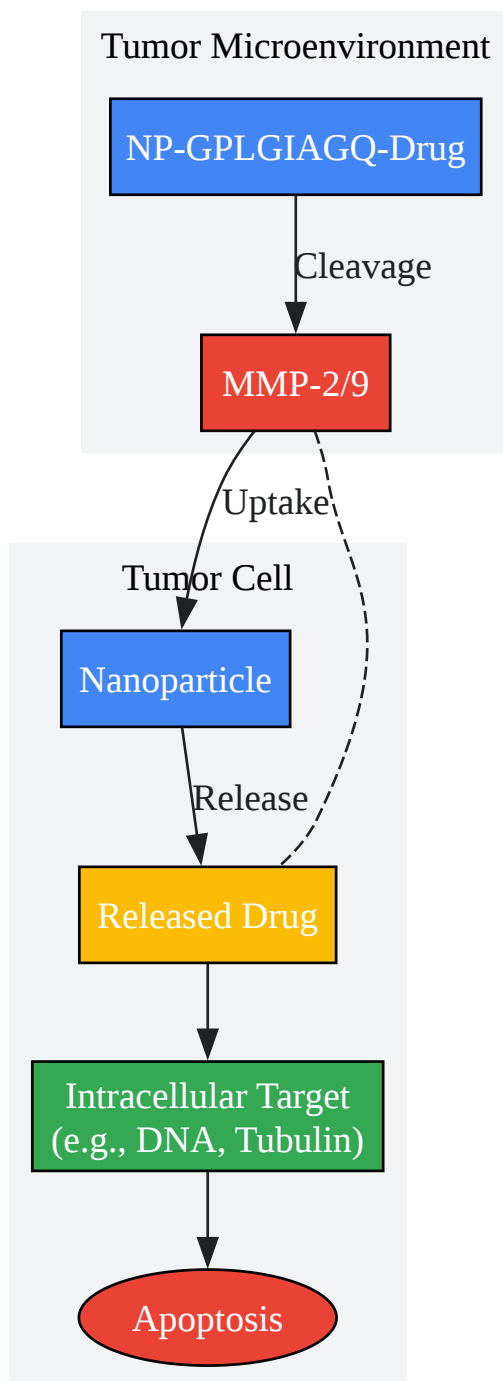 Tumor Microenvironment
NP-GPLGIAGQ-Drug
Cleavage
MMP-2/9
Uptake
Tumor Cell
Nanoparticle
Release
Released Drug
Intracellular Target
(e.g., DNA, Tubulin)
Apoptosis